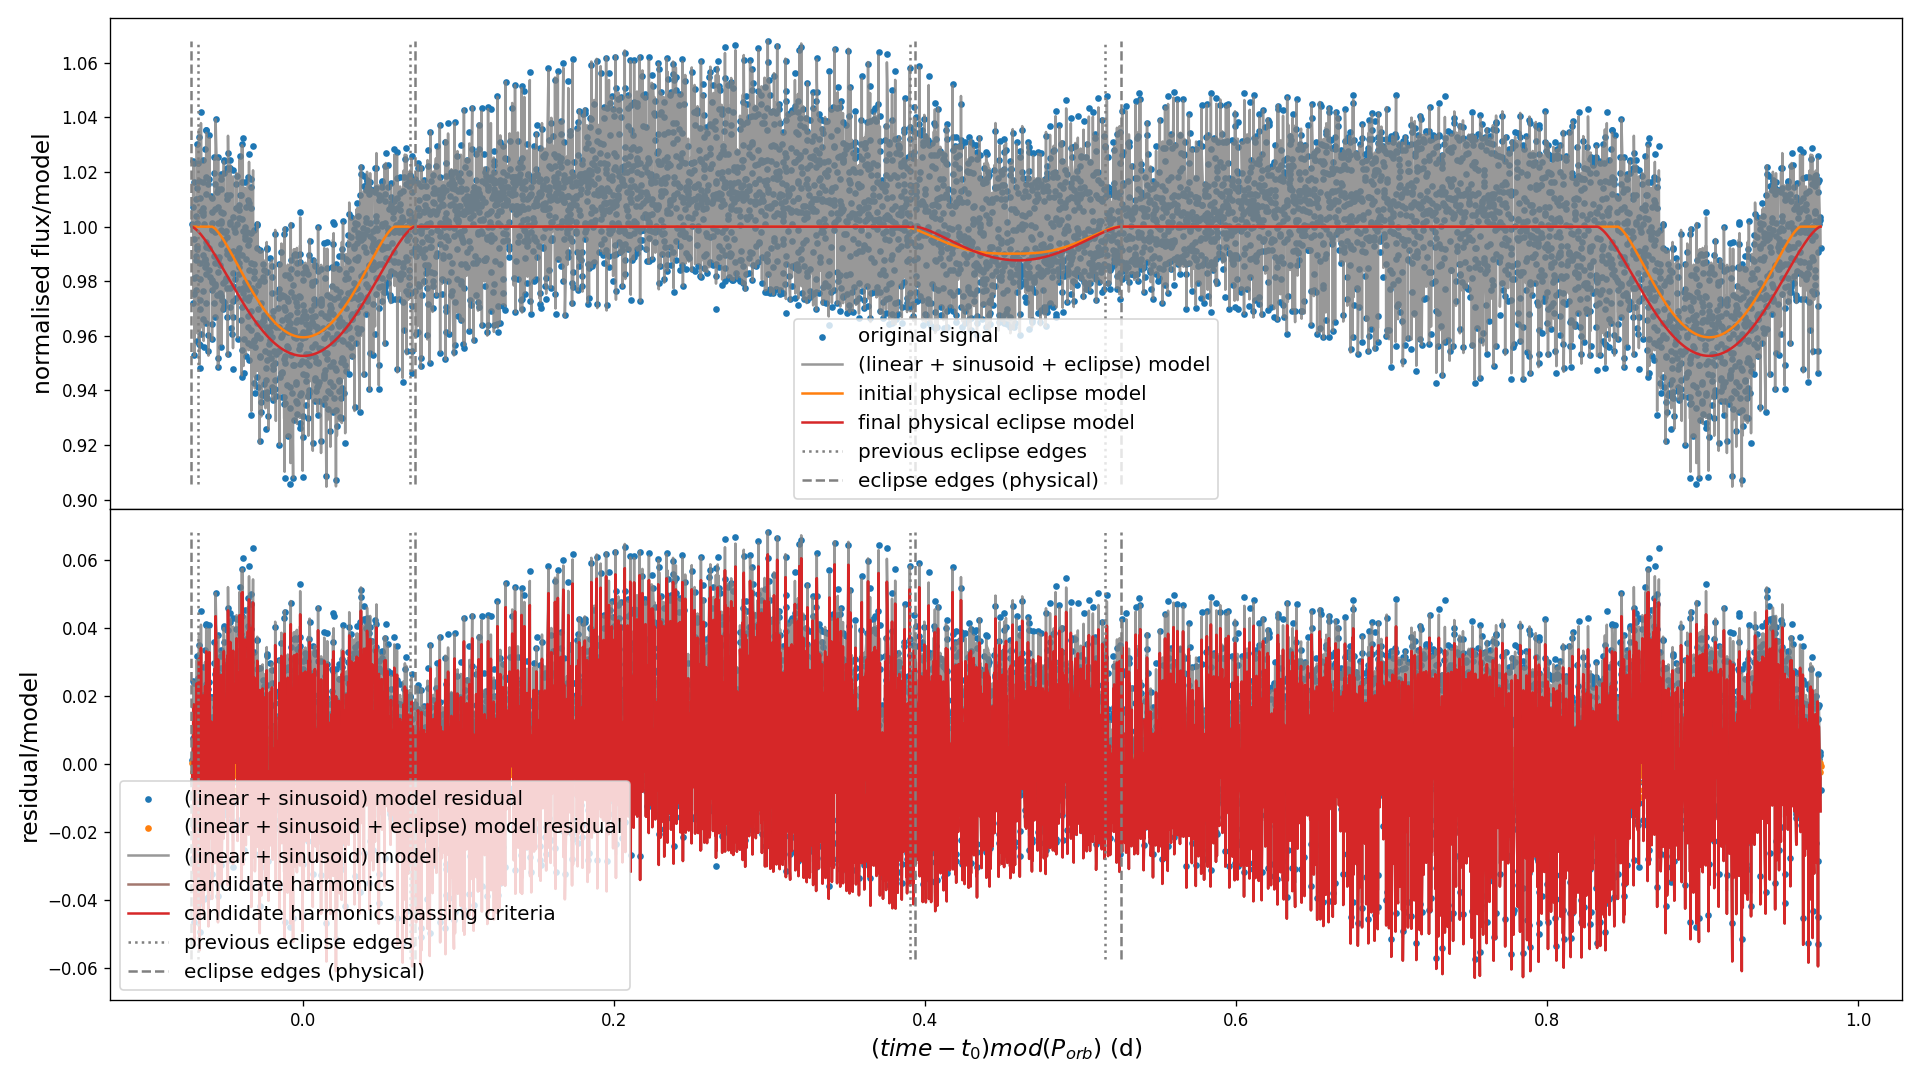 normalised flux/model
1.06
1.04
1.02
1.00
0.98
0.96
0.94
0.92
0.90
original signal
(linear + sinusoid + eclipse) model
initial physical eclipse model
final physical eclipse model
previous eclipse edges
eclipse edges (physical)
residual/model
0.06
0.04
0.02
0.00
−0.02
−0.04
−0.06
(linear + sinusoid) model residual
(linear + sinusoid + eclipse) model residual
(linear + sinusoid) model
candidate harmonics
candidate harmonics passing criteria
previous eclipse edges
eclipse edges (physical)
0.0 0.2 0.4 0.6 0.8 1.0
(time − t₀)mod(Pₒᵣb) (d)